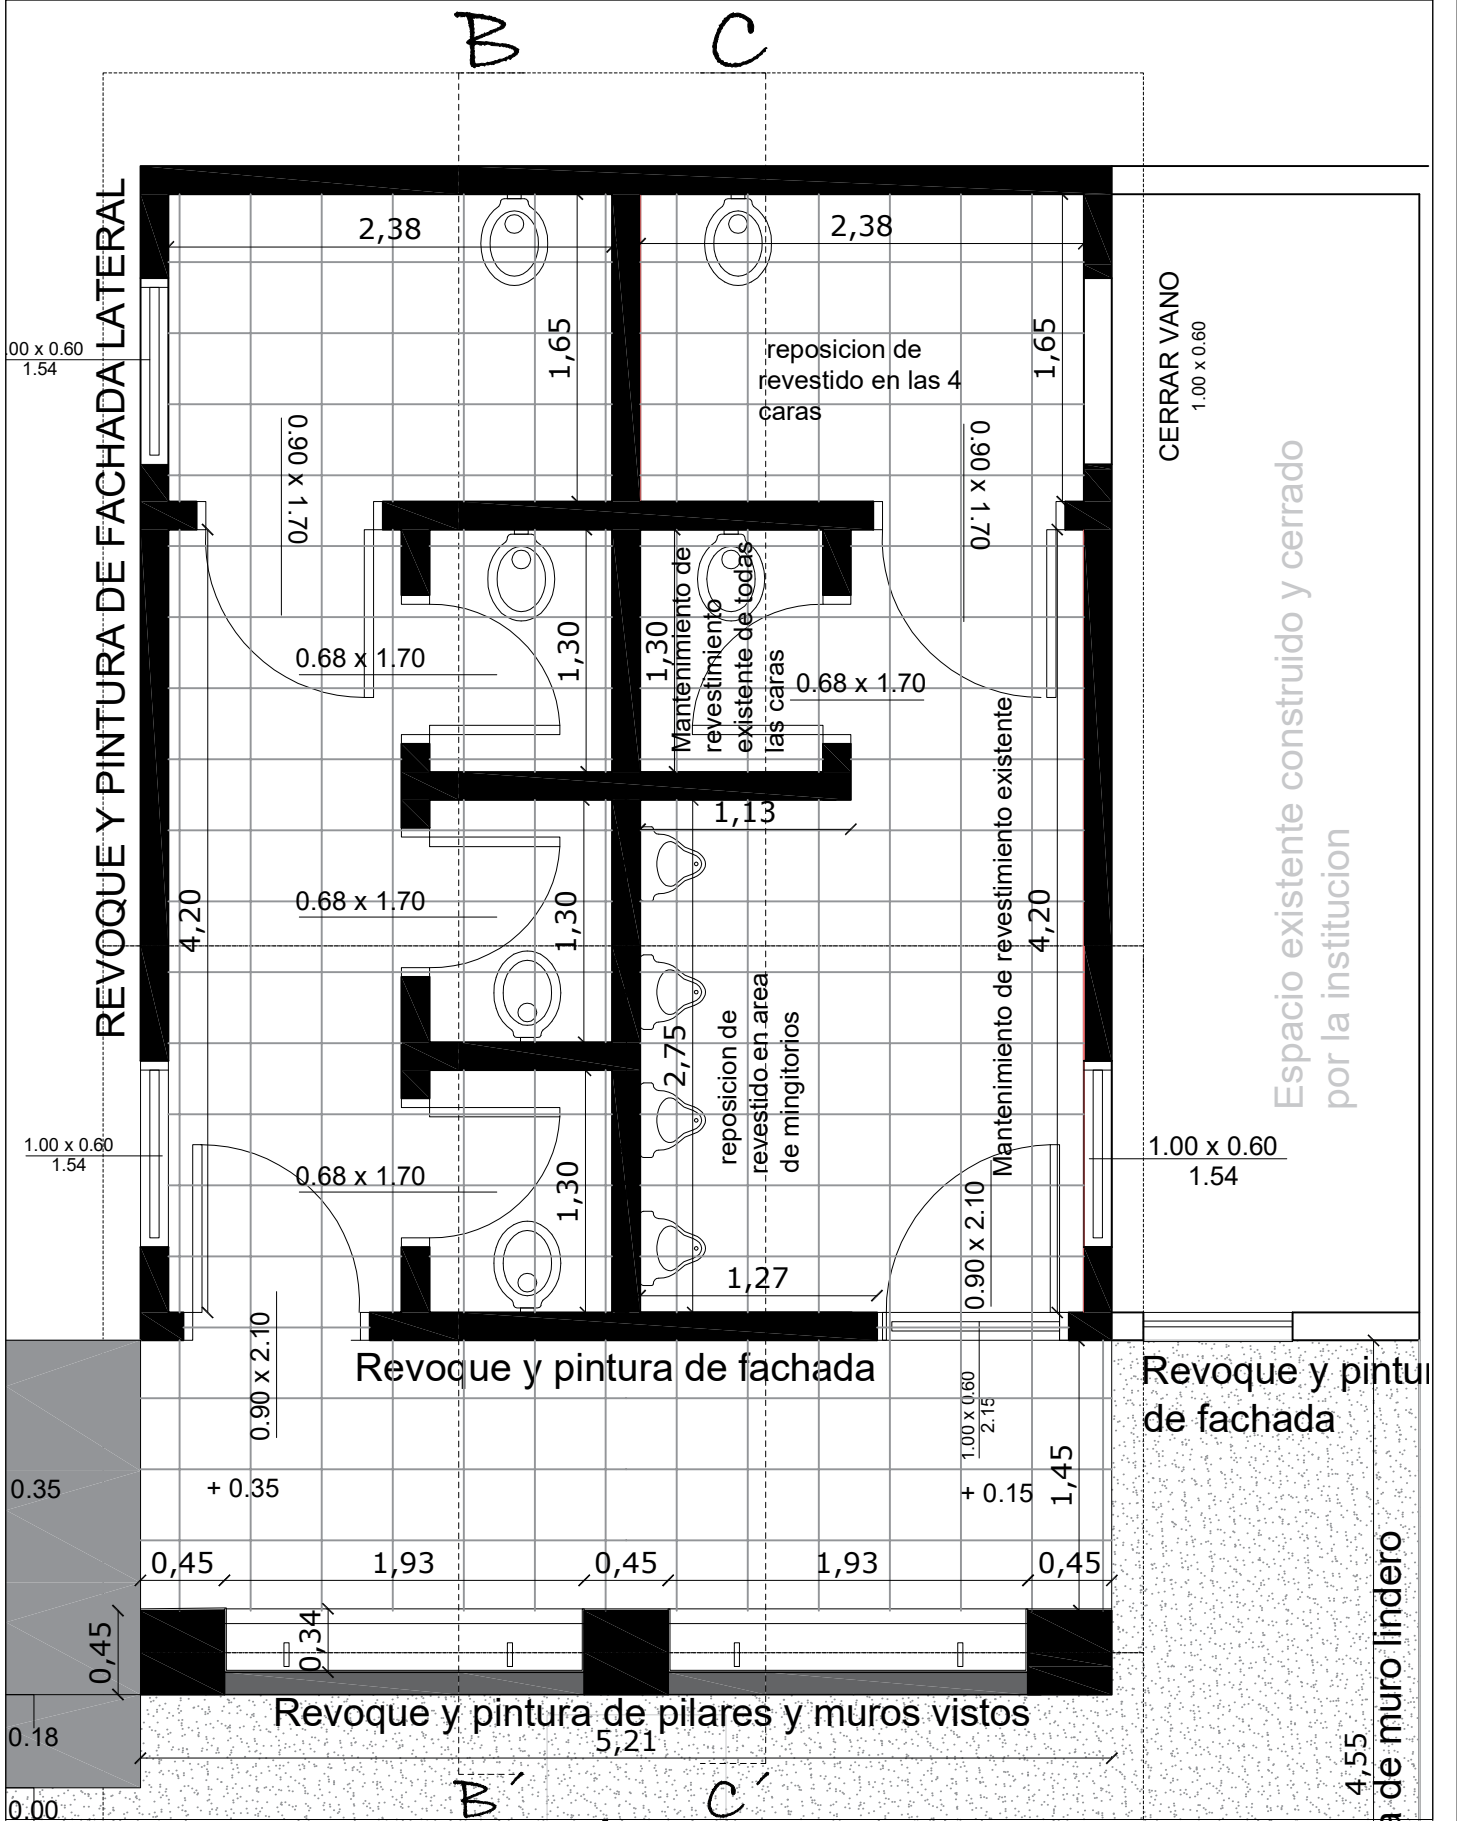 B
C
REVOQUE Y PINTURA DE FACHADA LATERAL
2,38
2,38
1,65
1,65
reposicion de
revestido en las 4
caras
.00 x 0.60
1.54
CERRAR VANO
1.00 x 0.60
0.90 x 1.70
0.90 x 1.70
Espacio existente construido y cerrado
por la institucion
0.68 x 1.70
1,30
1,30
Mantenimiento de
revestimiento
existente de todas
las caras
0.68 x 1.70
1,13
4,20
0.68 x 1.70
1,30
Mantenimiento de revestimiento existente
4,20
2,75
reposicion de
revestido en area
de mingitorios
1.00 x 0.60
1.54
1.00 x 0.60
1.54
0.68 x 1.70
1,30
0.90 x 2.10
1,27
0.90 x 2.10
Revoque y pintura de fachada
Revoque y pintu
de fachada
1.00 x 0.60
2.15
0.35
+ 0.35
+ 0.15
1,45
0,45
1,93
0,45
1,93
0,45
0,45
0,34
Revoque y pintura de pilares y muros vistos
5,21
0.18
4,55
a de muro lindero
B´
C´
0.00